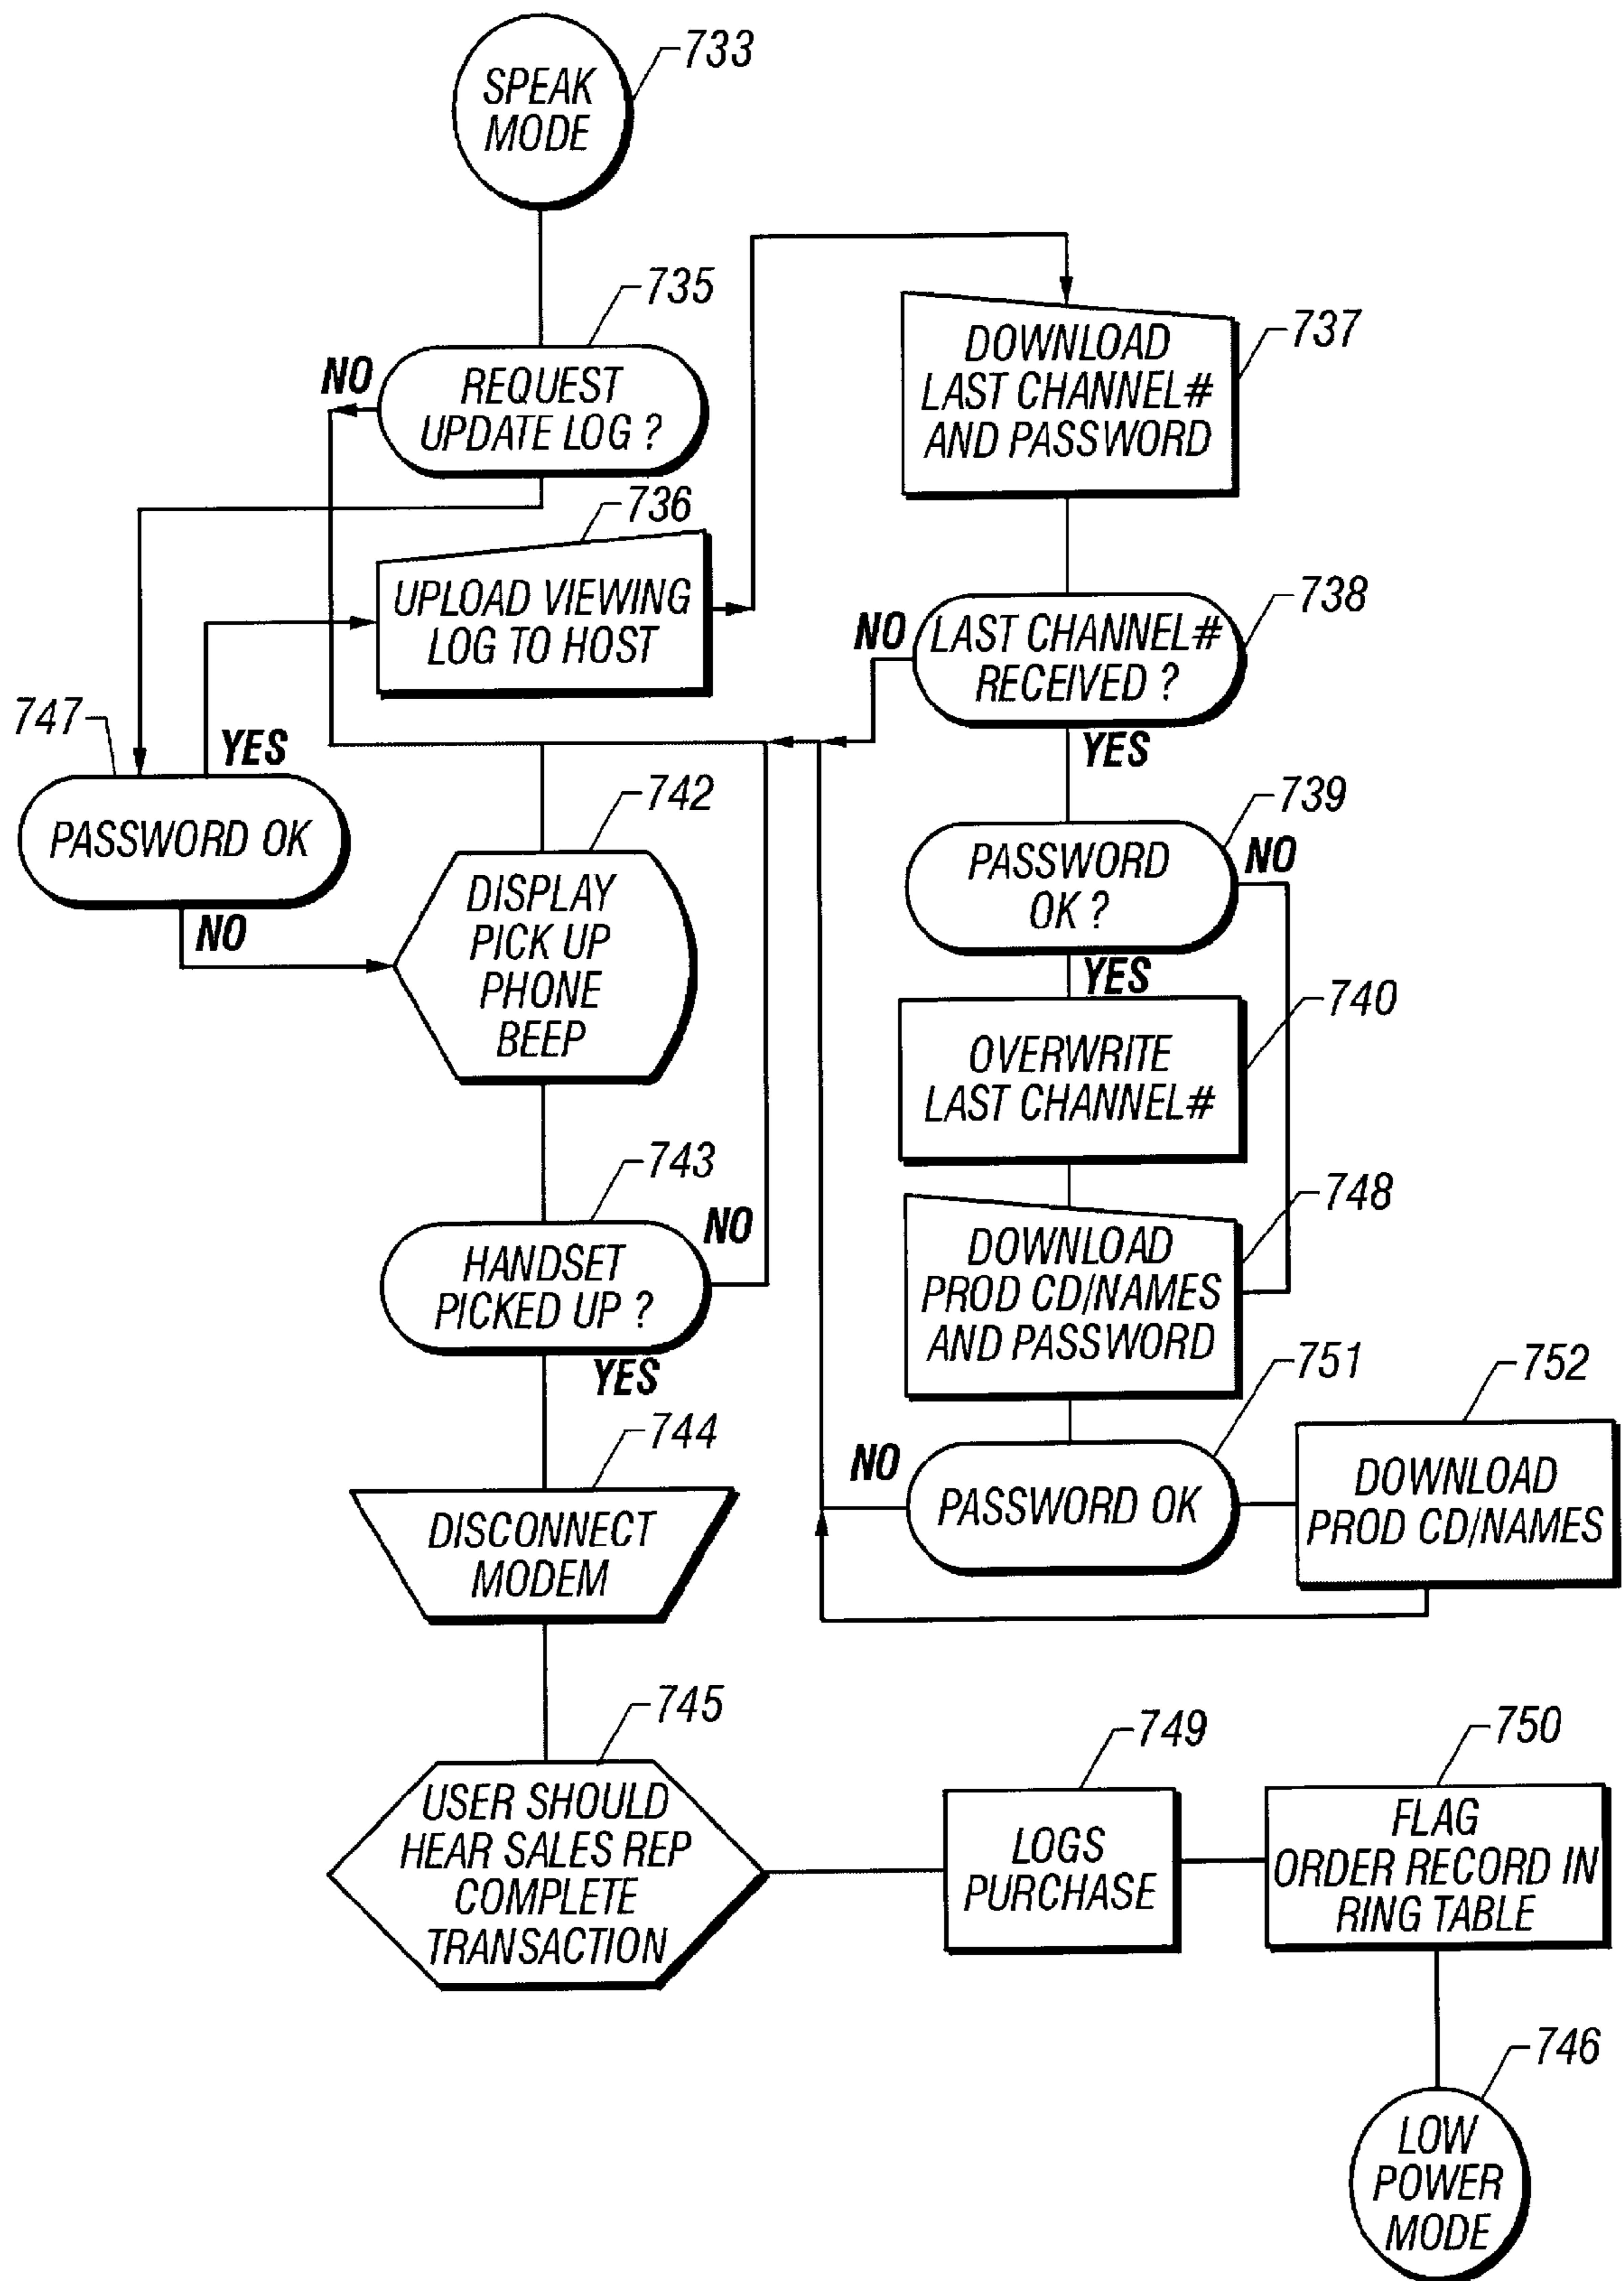 733
SPEAK
MODE
735
NO
REQUEST
UPDATE LOG ?
737
DOWNLOAD
LAST CHANNEL#
AND PASSWORD
736
UPLOAD VIEWING
LOG TO HOST
738
NO
LAST CHANNEL#
RECEIVED ?
YES
747
YES
PASSWORD OK
NO
742
DISPLAY
PICK UP
PHONE
BEEP
739
PASSWORD
OK ?
NO
YES
740
OVERWRITE
LAST CHANNEL#
743
HANDSET
PICKED UP ?
NO
YES
748
DOWNLOAD
PROD CD/NAMES
AND PASSWORD
751
NO
PASSWORD OK
752
DOWNLOAD
PROD CD/NAMES
744
DISCONNECT
MODEM
745
USER SHOULD
HEAR SALES REP
COMPLETE
TRANSACTION
749
LOGS
PURCHASE
750
FLAG
ORDER RECORD IN
RING TABLE
746
LOW
POWER
MODE